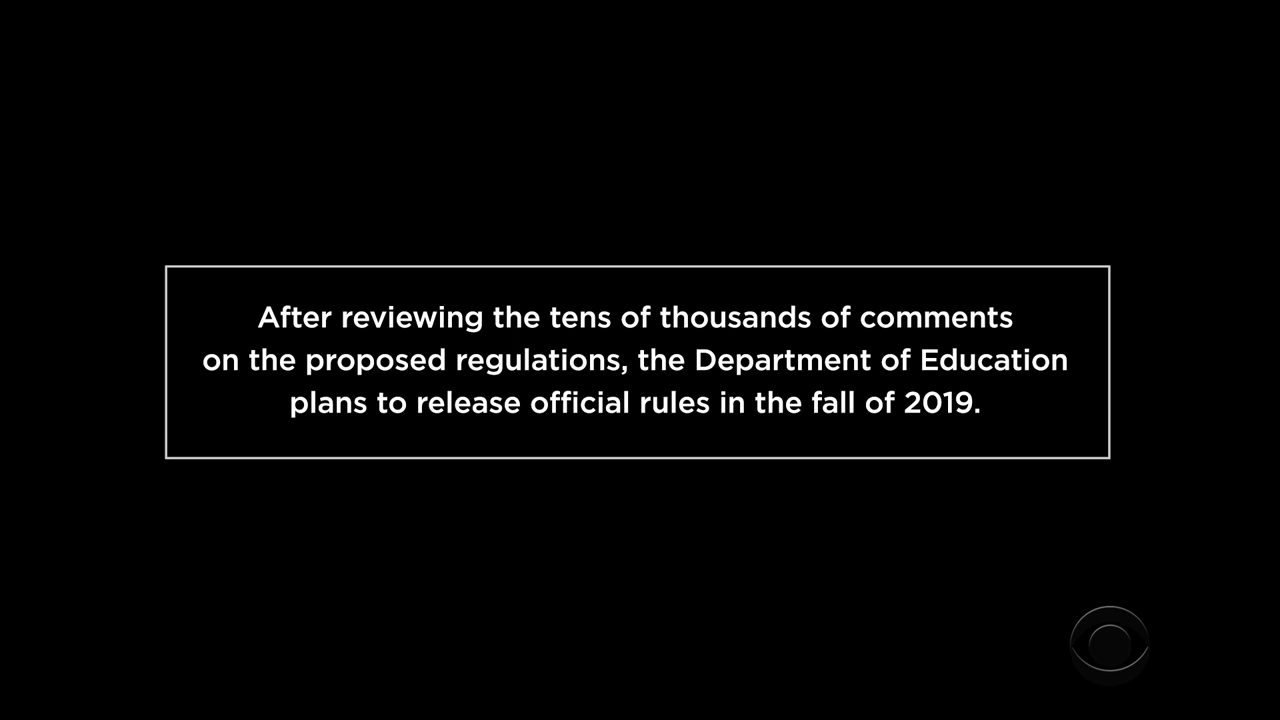 After reviewing the tens of thousands of comments
on the proposed regulations, the Department of Education
plans to release official rules in the fall of 2019.